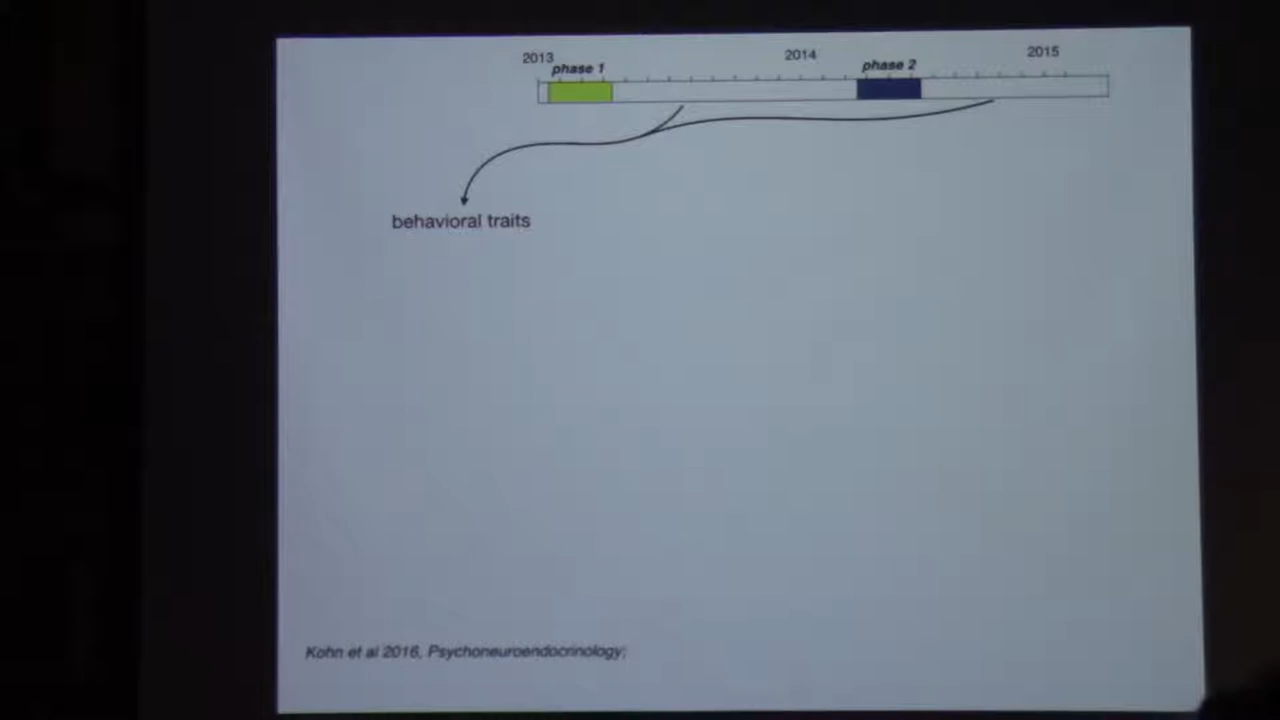 2013 2014 2015
phase 1 phase 2
behavioral traits
Kohn et al 2016, Psychoneuroendocrinology;